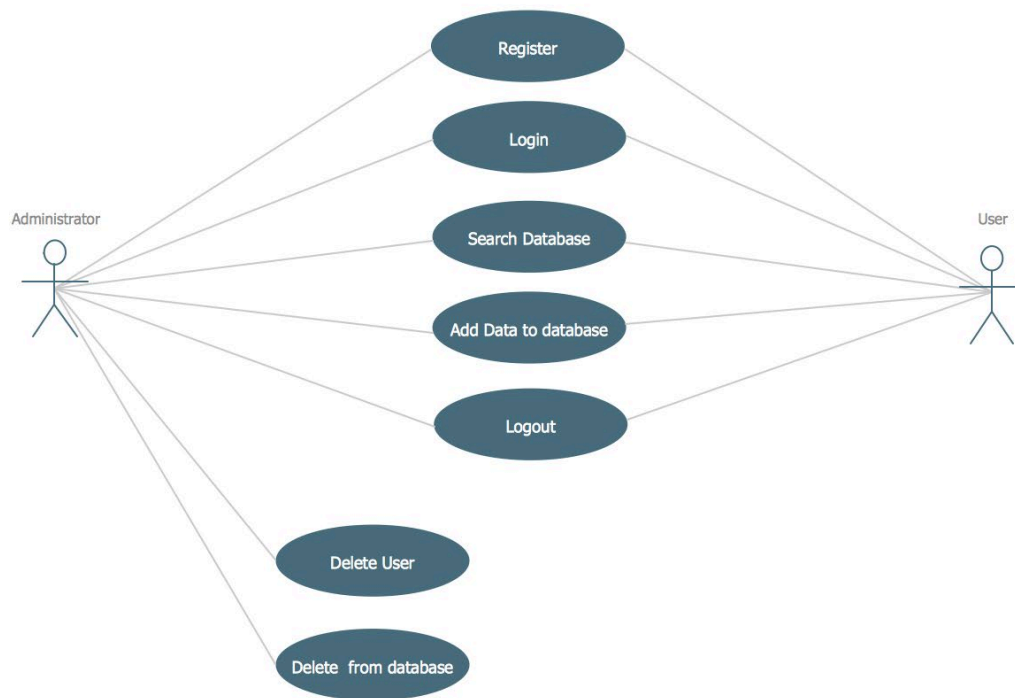 Register
Login
Administrator
User
Search Database
Add Data to database
Logout
Delete User
Delete  from database